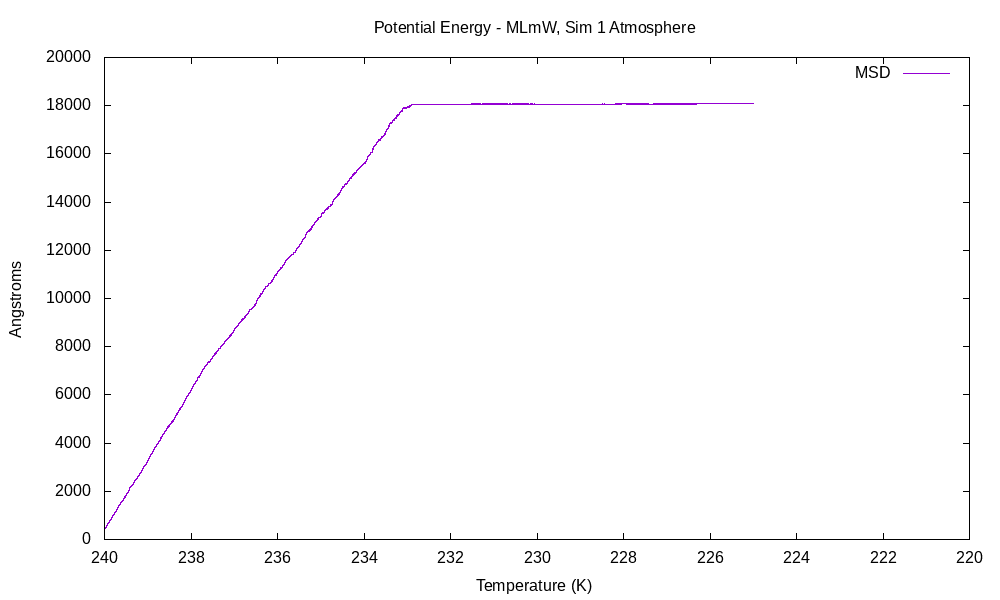 Potential Energy - MLmW, Sim 1 Atmosphere
MSD
20000
18000
16000
14000
12000
10000
8000
6000
4000
2000
0
Angstroms
240 238 236 234 232 230 228 226 224 222 220
Temperature (K)